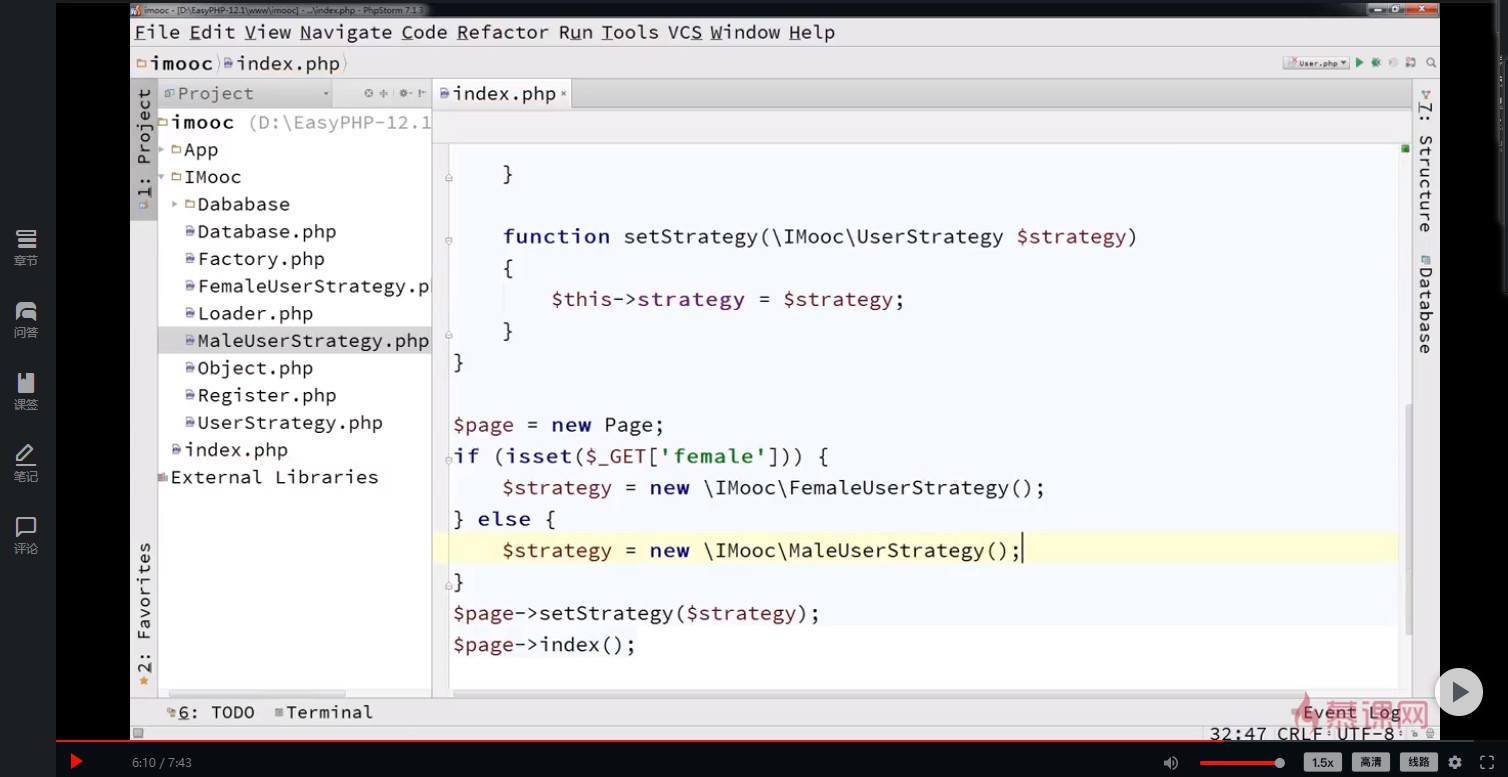 imooc - [D:\EasyPHP-12.1\www\imooc] - ...\index.php - PhpStorm 7.1.3
File Edit View Navigate Code Refactor Run Tools VCS Window Help
imooc index.php
User.php
1: Project
Project
index.php
imooc (D:\EasyPHP-12.1
App
IMooc
Dababase
Database.php
Factory.php
FemaleUserStrategy.p
Loader.php
MaleUserStrategy.php
Object.php
Register.php
UserStrategy.php
index.php
External Libraries
}
function setStrategy(\IMooc\UserStrategy $strategy)
{
$this->strategy = $strategy;
}
}
$page = new Page;
if (isset($_GET['female'])) {
$strategy = new \IMooc\FemaleUserStrategy();
} else {
$strategy = new \IMooc\MaleUserStrategy();
}
$page->setStrategy($strategy);
$page->index();
7: Structure
Database
2: Favorites
章节
问答
课签
笔记
评论
6: TODO
Terminal
Event Log
慕课网
32:47 CRLF UTF-8
6:10 / 7:43
1.5x
高清
线路